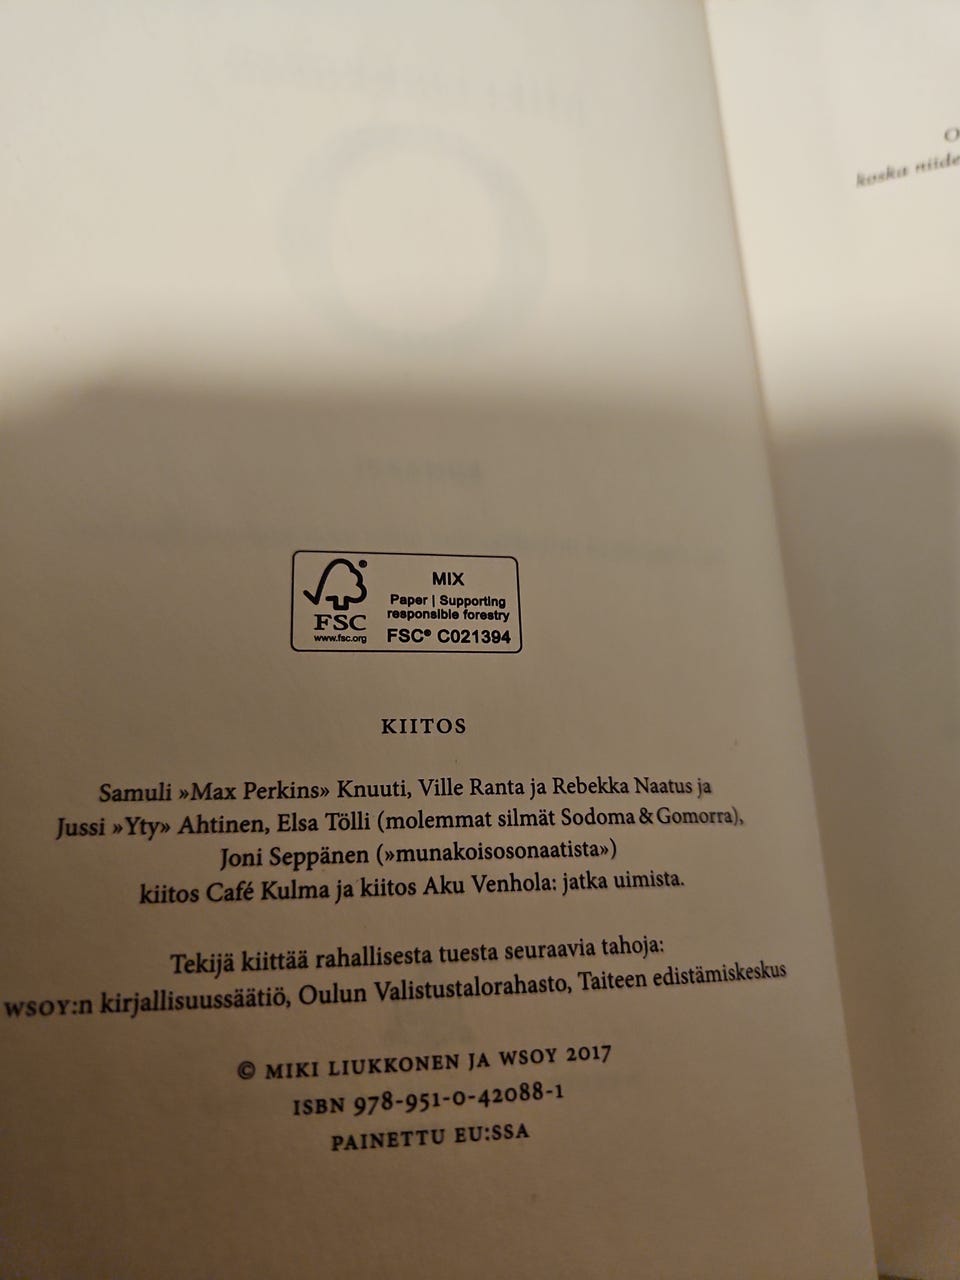 O
koska niide
FSC
www.fsc.org
MIX
Paper | Supporting
responsible forestry
FSC® C021394
KIITOS
Samuli »Max Perkins» Knuuti, Ville Ranta ja Rebekka Naatus ja
Jussi »Yty» Ahtinen, Elsa Tölli (molemmat silmät Sodoma & Gomorra),
Joni Seppänen (»munakoisosonaatista»)
kiitos Café Kulma ja kiitos Aku Venhola: jatka uimista.
Tekijä kiittää rahallisesta tuesta seuraavia tahoja:
WSOY:n kirjallisuussäätiö, Oulun Valistustalorahasto, Taiteen edistämiskeskus
© MIKI LIUKKONEN JA WSOY 2017
ISBN 978-951-0-42088-1
PAINETTU EU:SSA